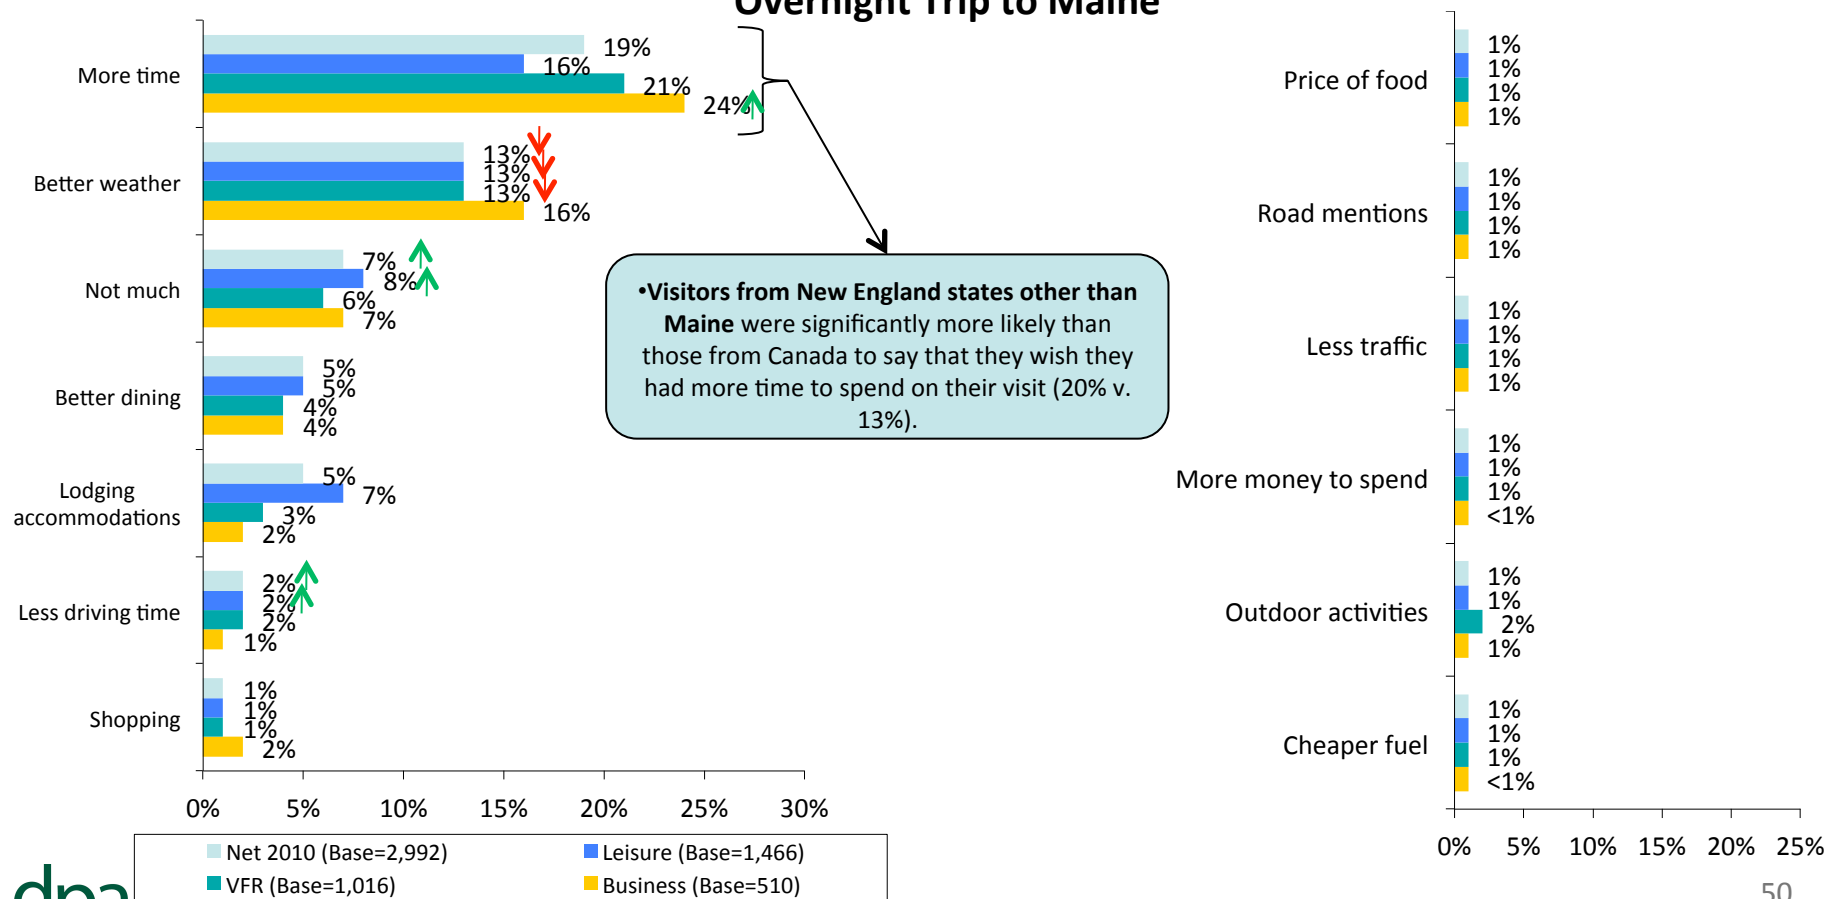 Overnight Trip to Maine
More time
19%
16%
21%
24%
Better weather
13%
13%
13%
16%
Not much
7%
8%
6%
7%
Better dining
5%
5%
4%
4%
Lodging
accommodations
5%
7%
3%
2%
Less driving time
2%
2%
2%
1%
Shopping
1%
1%
1%
2%
0% 5% 10% 15% 20% 25% 30%
•Visitors from New England states other than
Maine were significantly more likely than
those from Canada to say that they wish they
had more time to spend on their visit (20% v.
13%).
Price of food
1%
1%
1%
1%
Road mentions
1%
1%
1%
1%
Less traffic
1%
1%
1%
1%
More money to spend
1%
1%
1%
<1%
Outdoor activities
1%
1%
2%
1%
Cheaper fuel
1%
1%
1%
<1%
0% 5% 10% 15% 20% 25%
Net 2010 (Base=2,992) Leisure (Base=1,466)
VFR (Base=1,016) Business (Base=510)
dpa
50